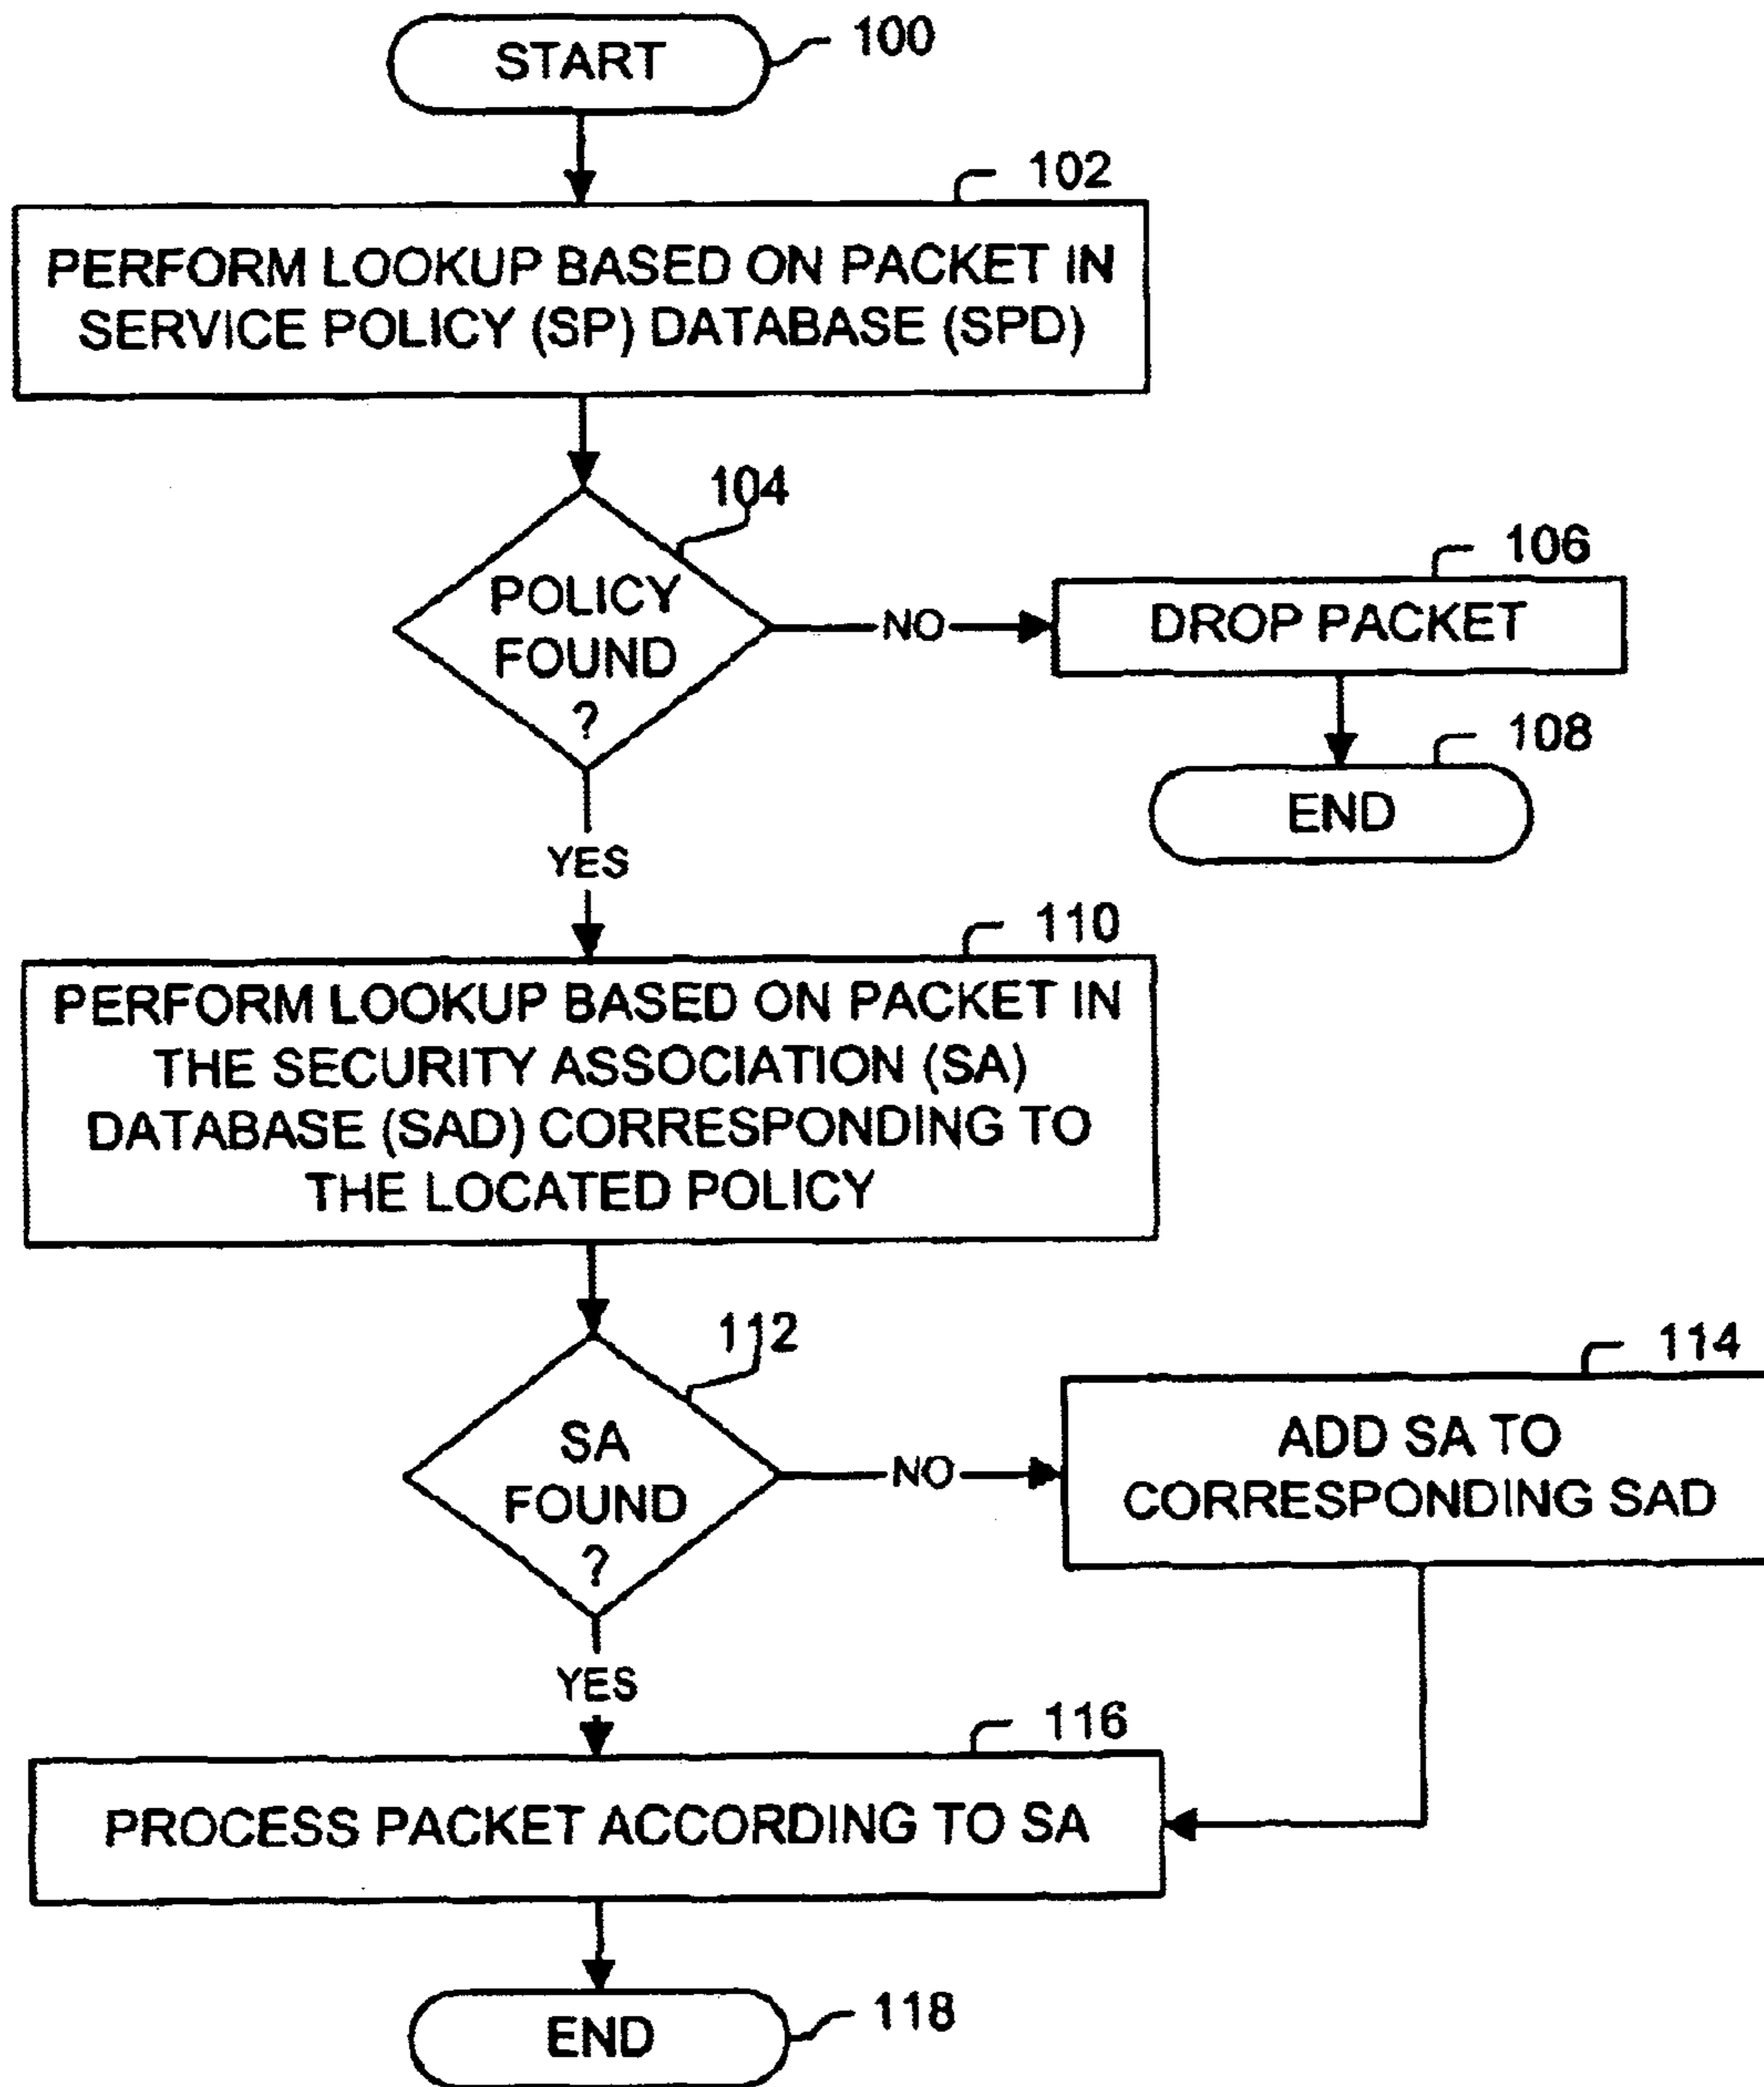 START
100
102
PERFORM LOOKUP BASED ON PACKET IN
SERVICE POLICY (SP) DATABASE (SPD)
104
POLICY
FOUND
?
NO
106
DROP PACKET
108
END
YES
110
PERFORM LOOKUP BASED ON PACKET IN
THE SECURITY ASSOCIATION (SA)
DATABASE (SAD) CORRESPONDING TO
THE LOCATED POLICY
112
SA
FOUND
?
NO
114
ADD SA TO
CORRESPONDING SAD
YES
116
PROCESS PACKET ACCORDING TO SA
END
118